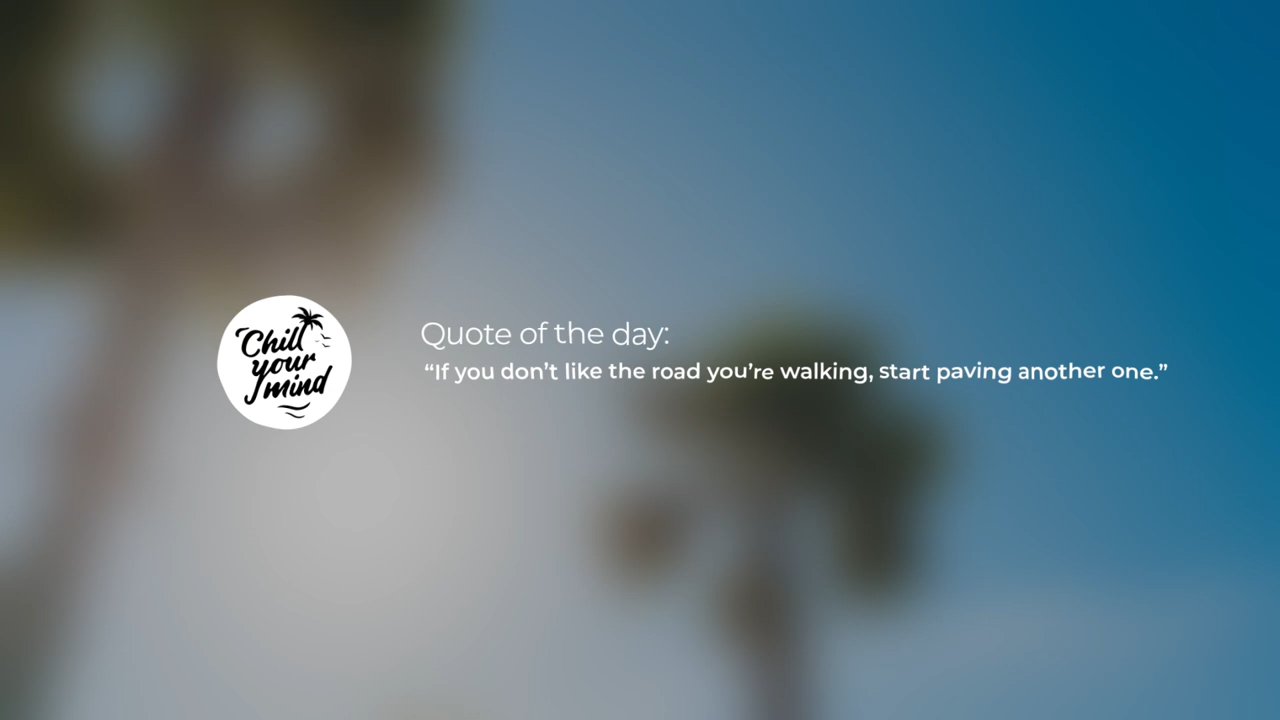 Chill
your
mind
Quote of the day:
“If you don’t like the road you’re walking, start paving another one.”